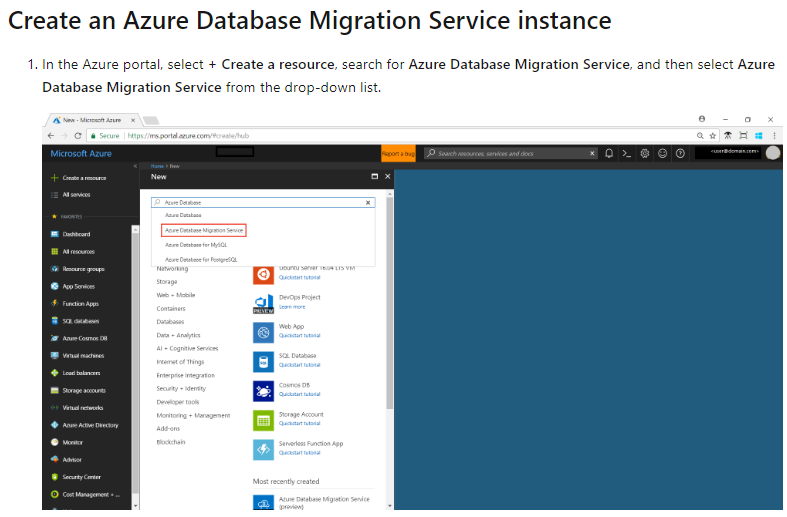 Create an Azure Database Migration Service instance
1. In the Azure portal, select + Create a resource, search for Azure Database Migration Service, and then select Azure
Database Migration Service from the drop-down list.
New - Microsoft Azure
Secure | https://ms.portal.azure.com/#create/hub
Microsoft Azure
Report a bug
Search resources, services and docs
<user@domain.com>
Create a resource
All services
FAVORITES
Dashboard
All resources
Resource groups
App Services
Function Apps
SQL databases
Azure Cosmos DB
Virtual machines
Load balancers
Storage accounts
Virtual networks
Azure Active Directory
Monitor
Advisor
Security Center
Cost Management + ...
Home > New
New
Azure Database
Azure Database
Azure Database Migration Service
Azure Database for MySQL
Azure Database for PostgreSQL
Networking
Storage
Web + Mobile
Containers
Databases
Data + Analytics
AI + Cognitive Services
Internet of Things
Enterprise Integration
Security + Identity
Developer tools
Monitoring + Management
Add-ons
Blockchain
Ubuntu Server 16.04 LTS VM
Quickstart tutorial
PREVIEW
DevOps Project
Learn more
Web App
Quickstart tutorial
SQL Database
Quickstart tutorial
Cosmos DB
Quickstart tutorial
Storage Account
Quickstart tutorial
Serverless Function App
Quickstart tutorial
Most recently created
Azure Database Migration Service
(preview)